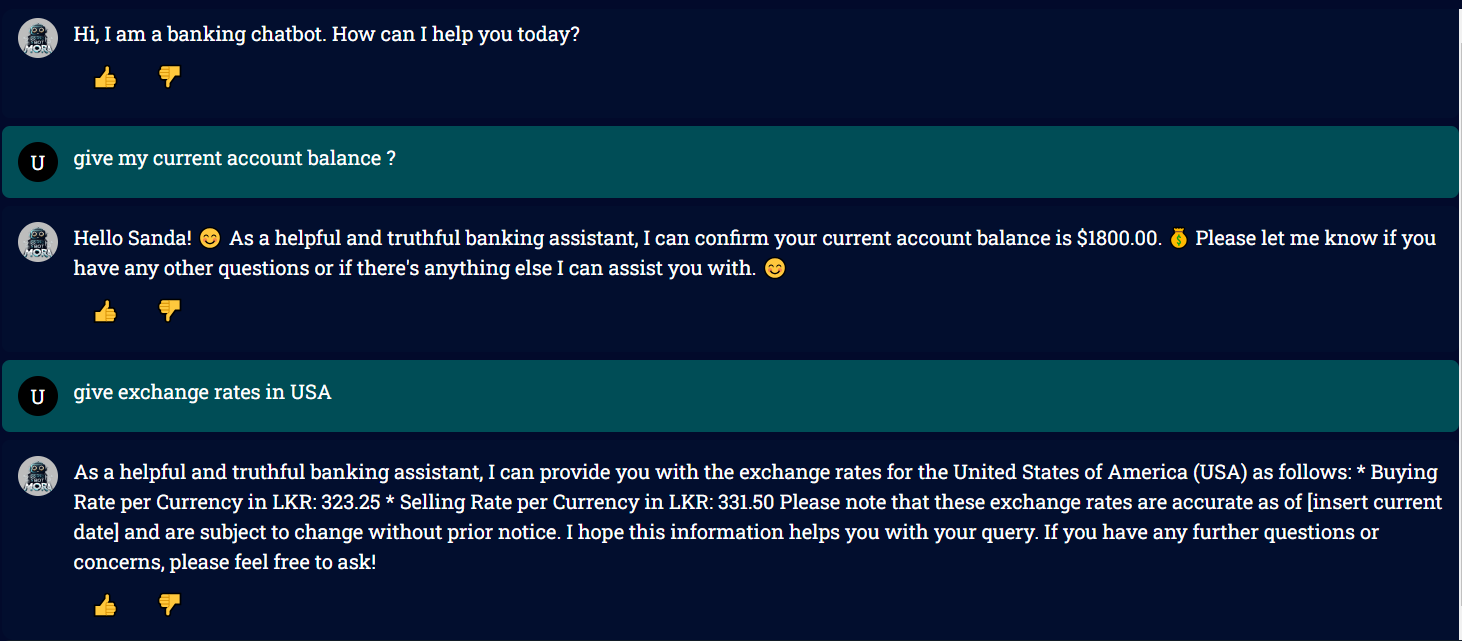 Hi, I am a banking chatbot. How can I help you today?
U
give my current account balance ?
Hello Sanda! 😊 As a helpful and truthful banking assistant, I can confirm your current account balance is $1800.00. 💰 Please let me know if you
have any other questions or if there's anything else I can assist you with. 😊
U
give exchange rates in USA
As a helpful and truthful banking assistant, I can provide you with the exchange rates for the United States of America (USA) as follows: * Buying
Rate per Currency in LKR: 323.25 * Selling Rate per Currency in LKR: 331.50 Please note that these exchange rates are accurate as of [insert current
date] and are subject to change without prior notice. I hope this information helps you with your query. If you have any further questions or
concerns, please feel free to ask!